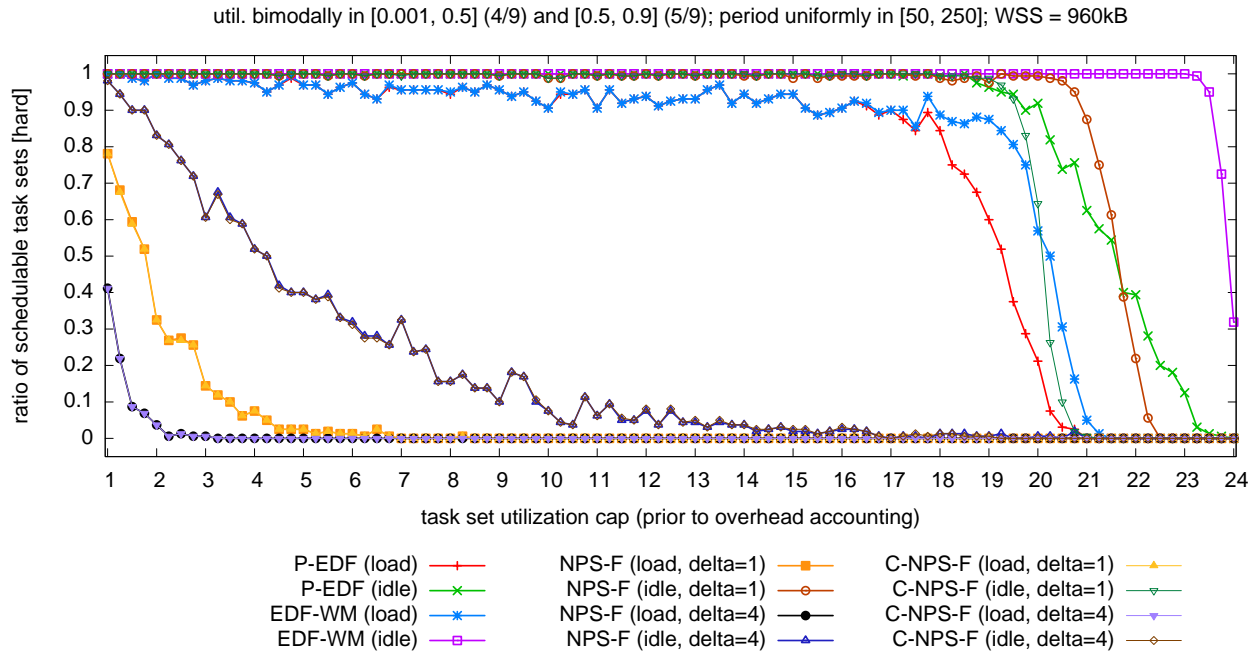 util. bimodally in [0.001, 0.5] (4/9) and [0.5, 0.9] (5/9); period uniformly in [50, 250]; WSS = 960kB
ratio of schedulable task sets [hard]
1
0.9
0.8
0.7
0.6
0.5
0.4
0.3
0.2
0.1
0
1 2 3 4 5 6 7 8 9 10 11 12 13 14 15 16 17 18 19 20 21 22 23 24
task set utilization cap (prior to overhead accounting)
P-EDF (load)
P-EDF (idle)
EDF-WM (load)
EDF-WM (idle)
NPS-F (load, delta=1)
NPS-F (idle, delta=1)
NPS-F (load, delta=4)
NPS-F (idle, delta=4)
C-NPS-F (load, delta=1)
C-NPS-F (idle, delta=1)
C-NPS-F (load, delta=4)
C-NPS-F (idle, delta=4)